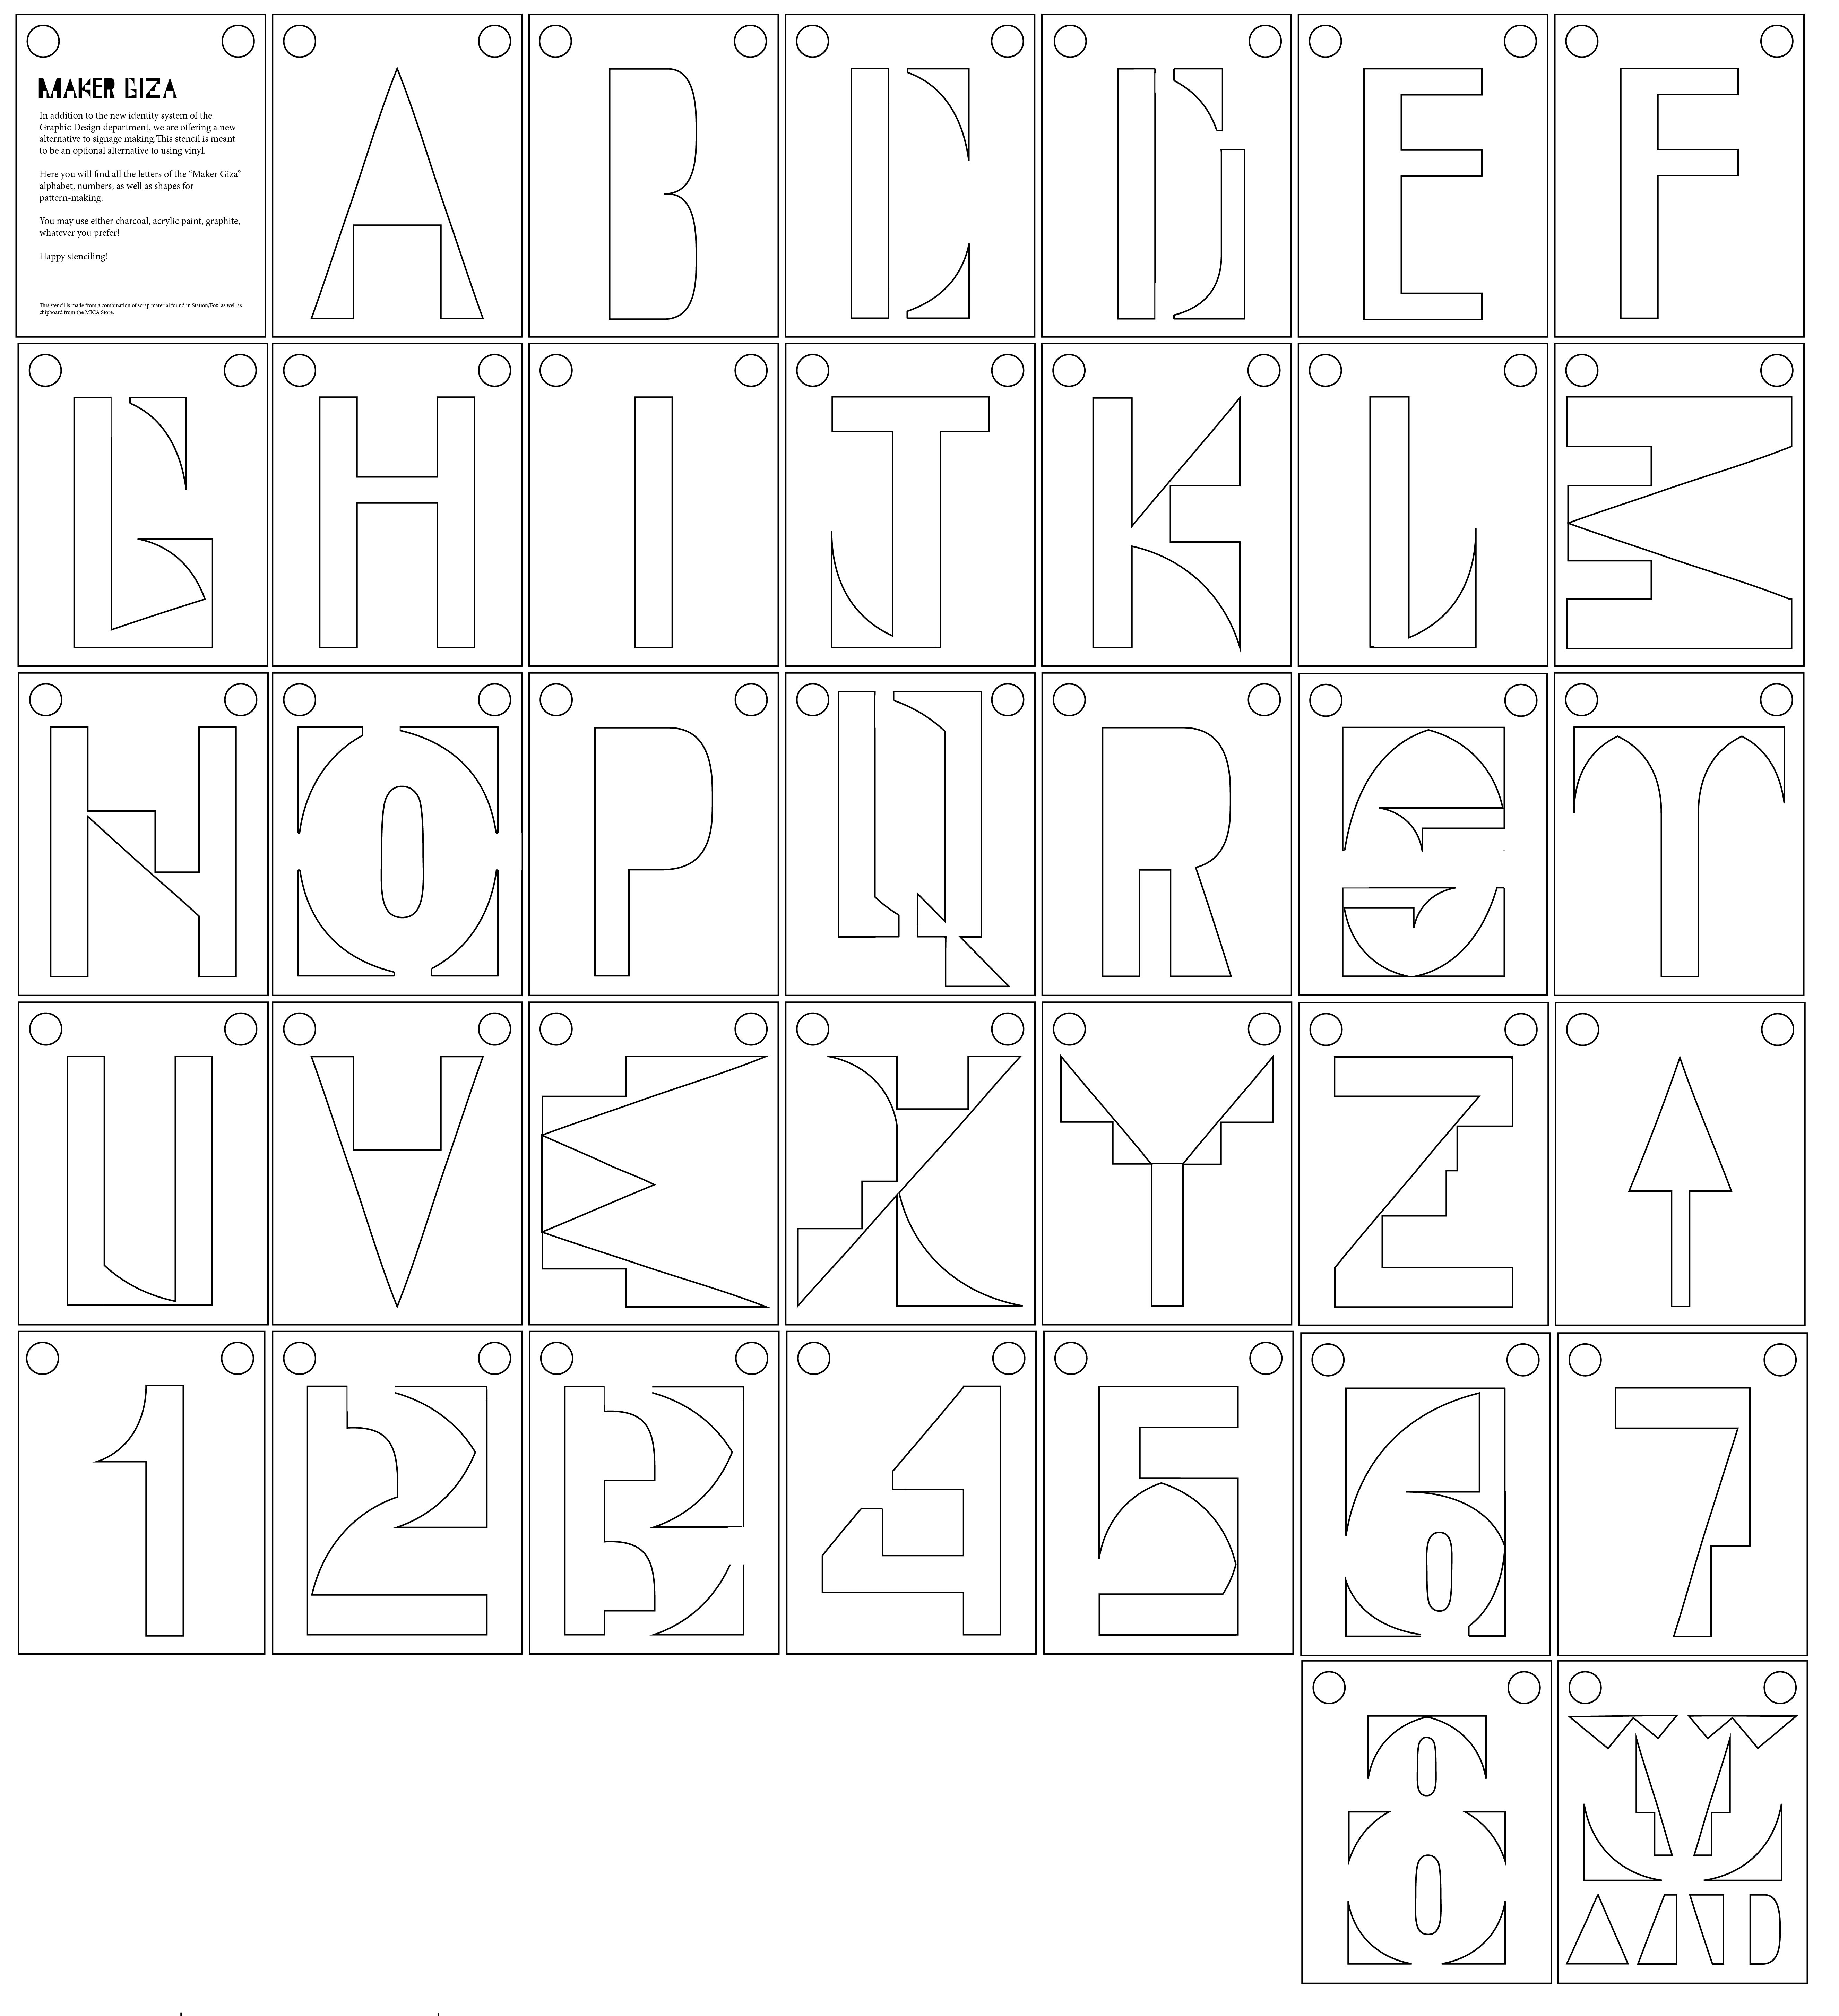 MAKER GIZA
In addition to the new identity system of the
Graphic Design department, we are offering a new
alternative to signage making.This stencil is meant
to be an optional alternative to using vinyl.
Here you will find all the letters of the “Maker Giza”
alphabet, numbers, as well as shapes for
pattern-making.
You may use either charcoal, acrylic paint, graphite,
whatever you prefer!
Happy stenciling!
This stencil is made from a combination of scrap material found in Station/Fox, as well as
chipboard from the MICA Store.
A B C D E F
G H I J K L M
N O P Q R S T
U V W X Y Z
1 2 3 4 5 6 7
8